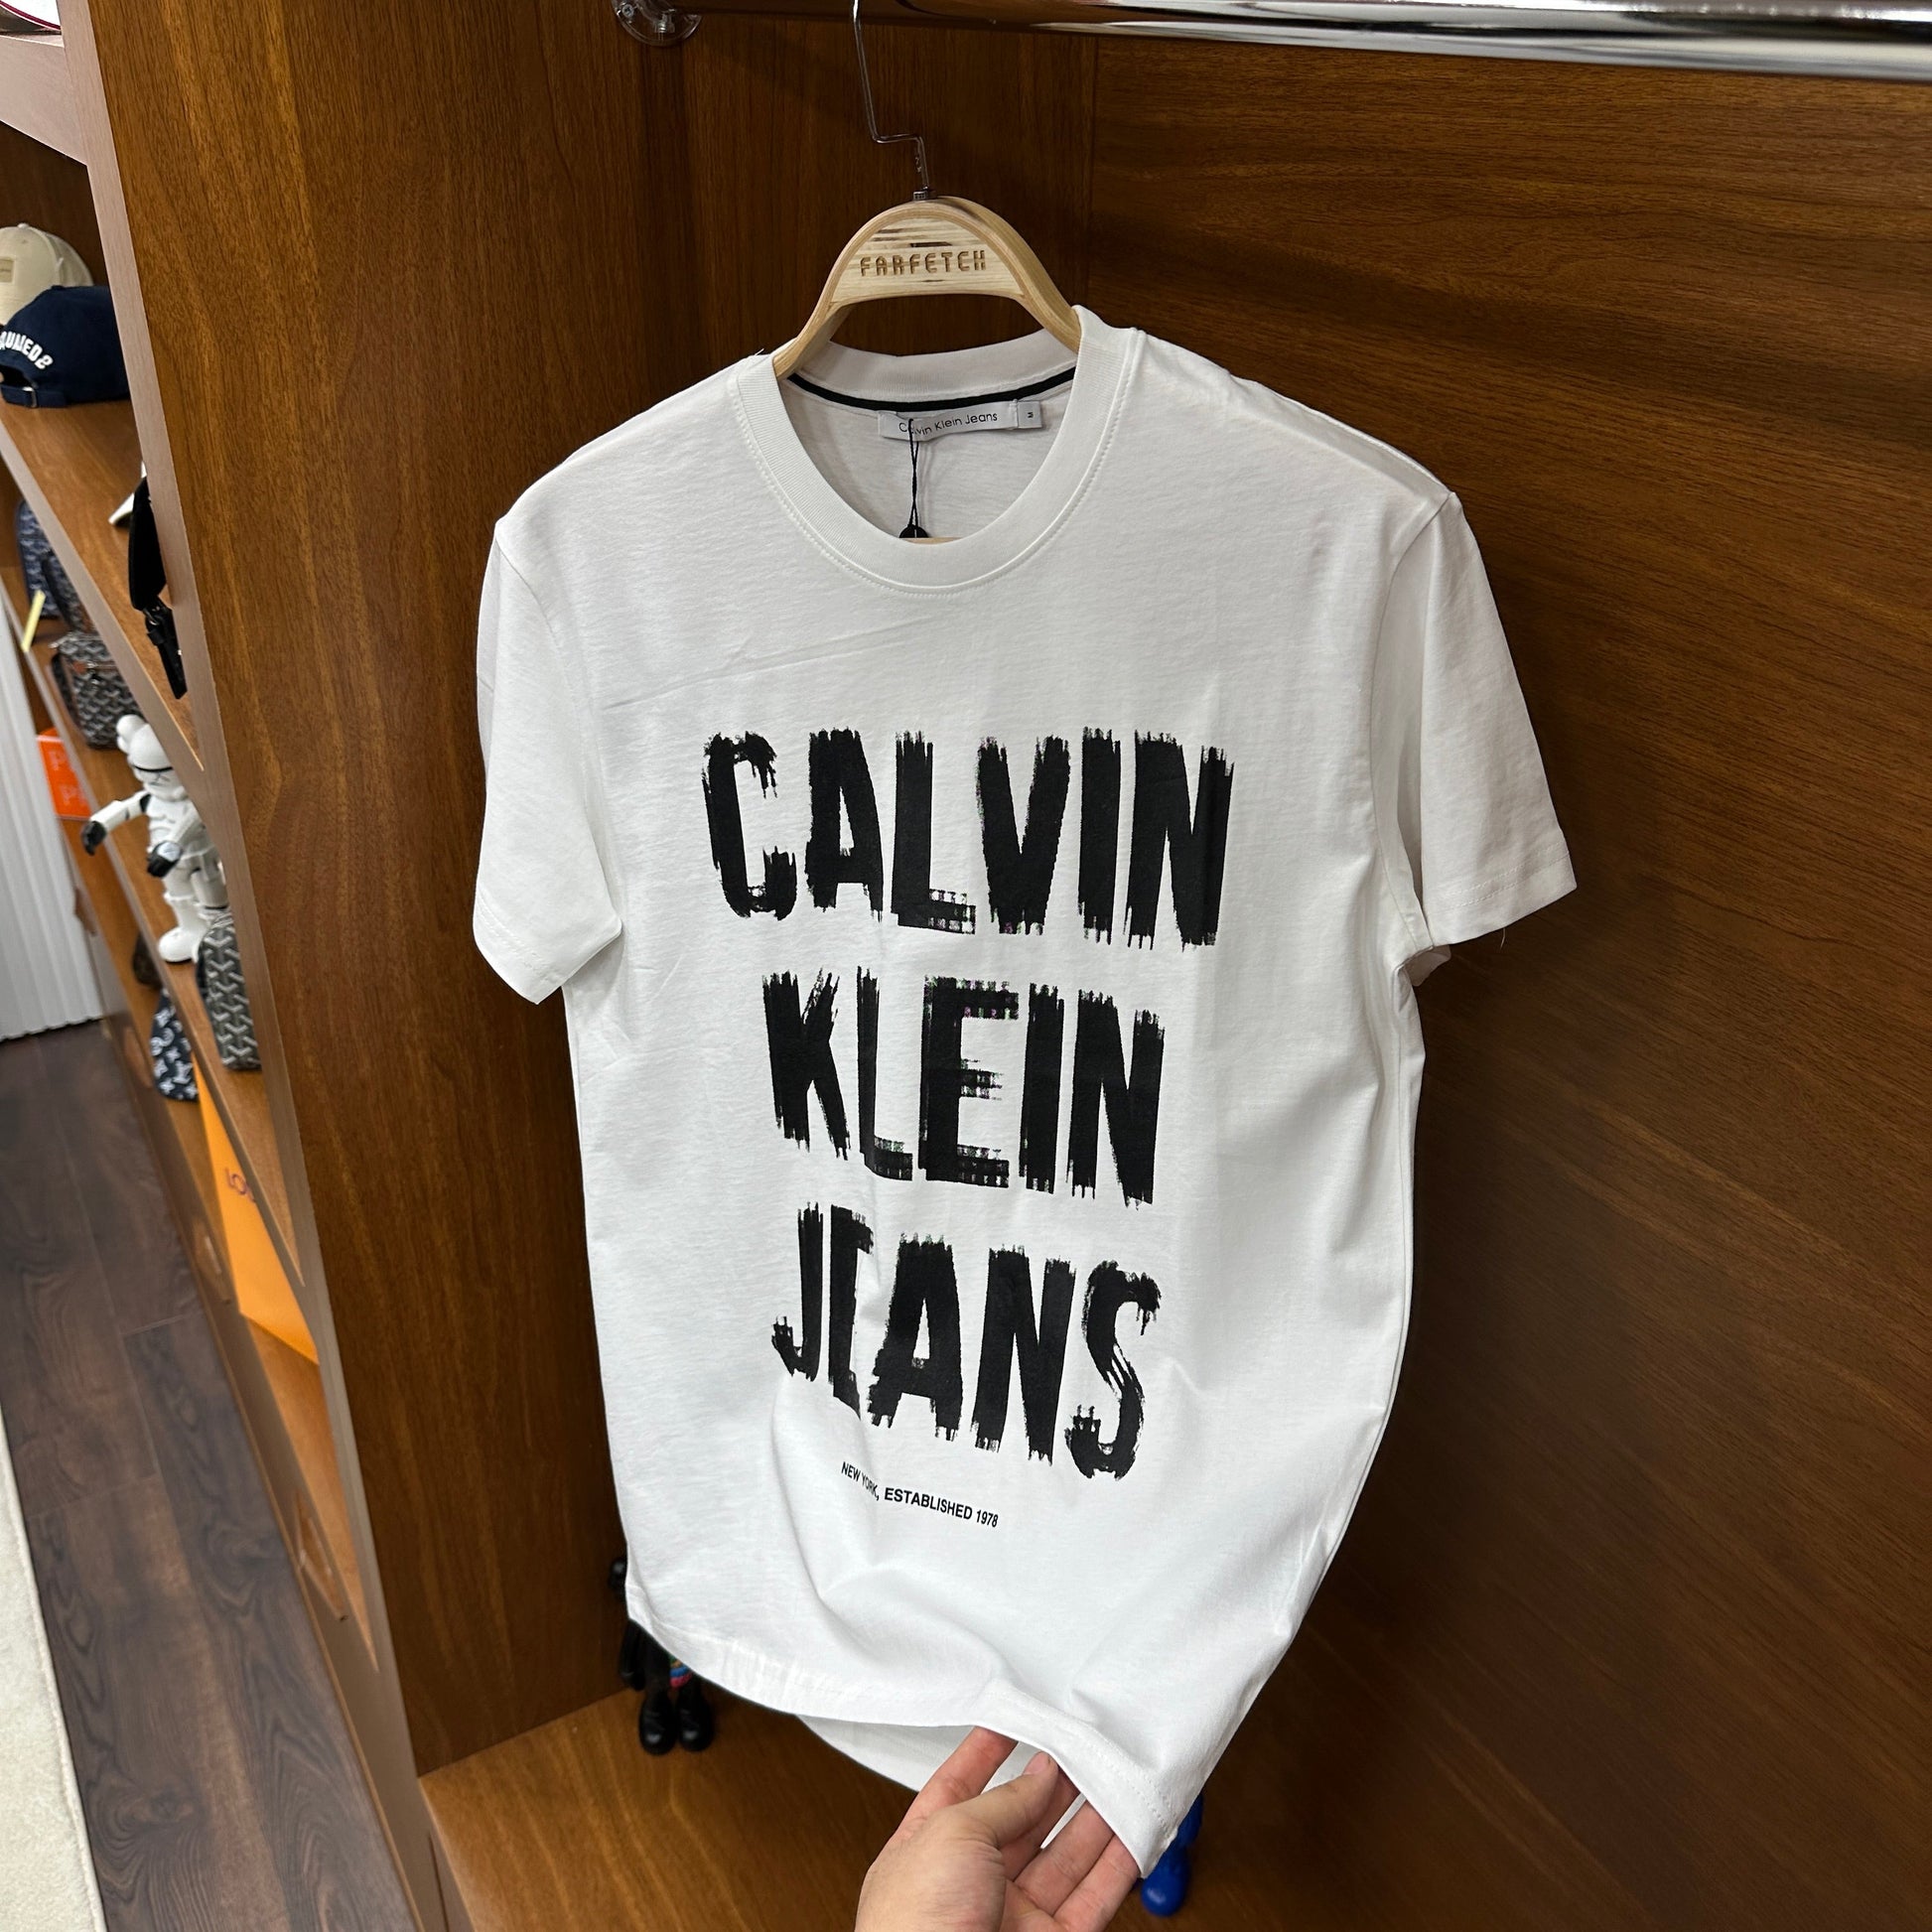 FARFETCH
Calvin Klein Jeans
M
CALVIN
KLEIN
JEANS
NEW YORK, ESTABLISHED 1978